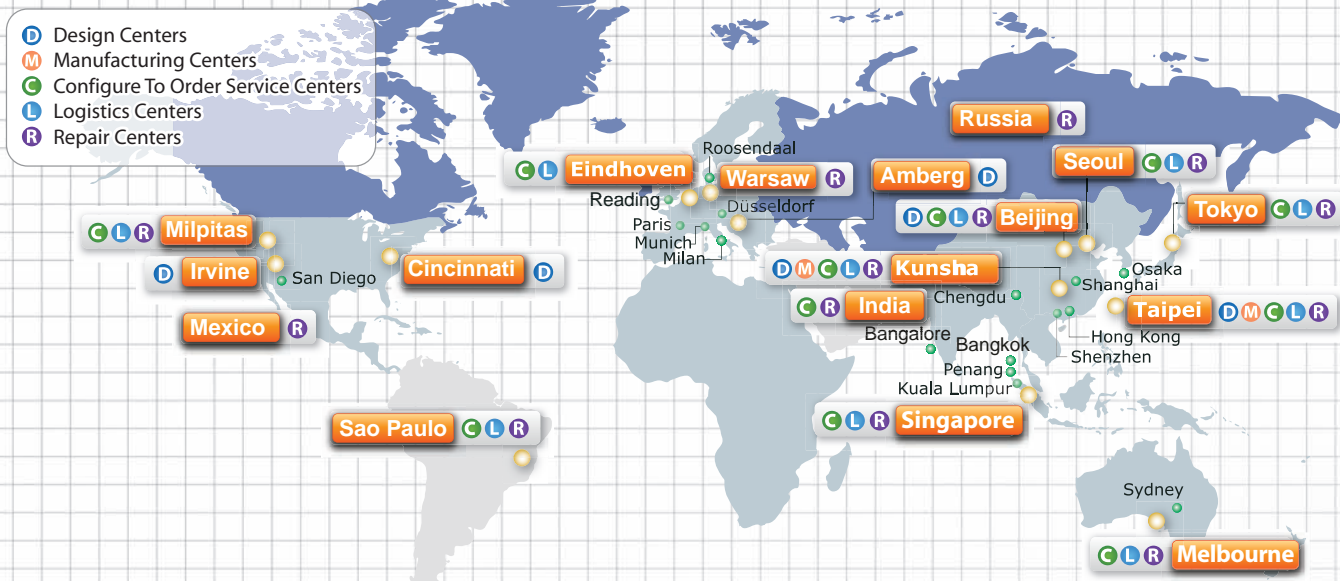 D Design Centers
M Manufacturing Centers
C Configure To Order Service Centers
L Logistics Centers
R Repair Centers
Russia R
Roosendaal
C L Eindhoven
Warsaw R
Amberg D
Seoul C L R
Reading
Düsseldorf
D C L R Beijing
Tokyo C L R
Paris
Munich
Milan
C L R Milpitas
D Irvine
San Diego
Cincinnati D
D M C L R Kunsha
Osaka
Shanghai
Chengdu
C R India
Taipei D M C L R
Mexico R
Bangalore
Bangkok
Hong Kong
Shenzhen
Penang
Kuala Lumpur
Sao Paulo C L R
C L R Singapore
Sydney
C L R Melbourne